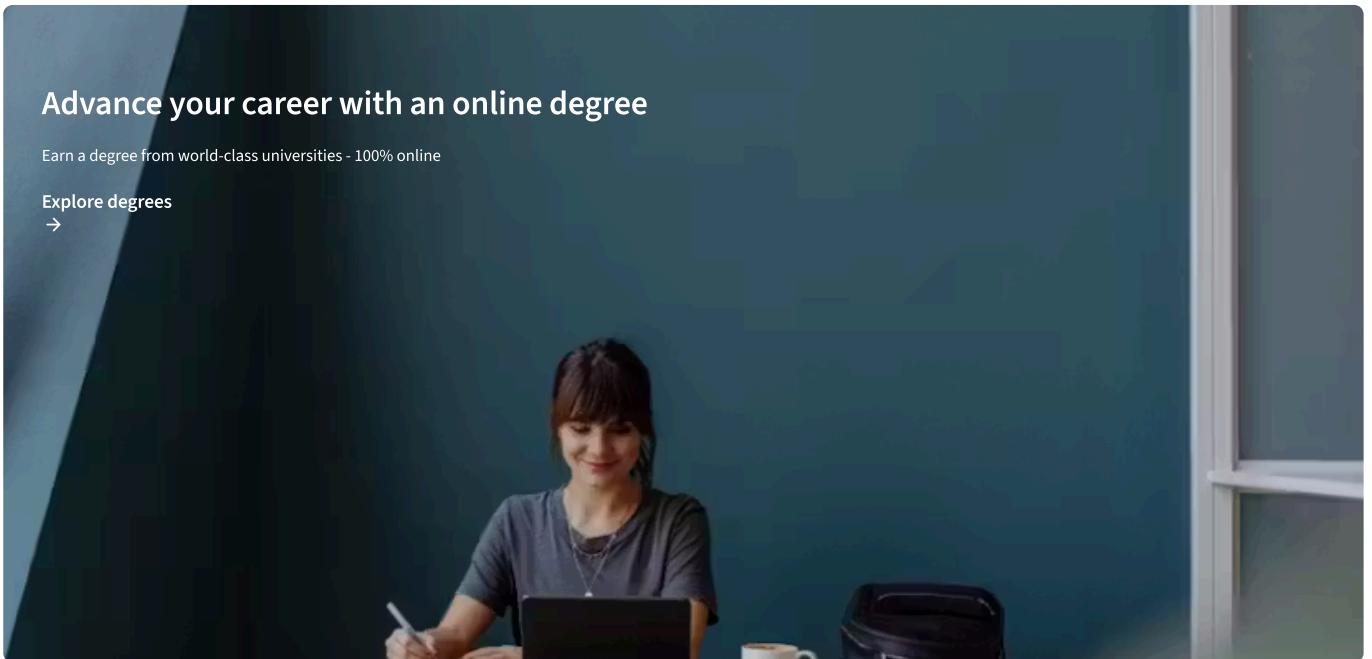 Advance your career with an online degree
Earn a degree from world-class universities - 100% online
Explore degrees
→